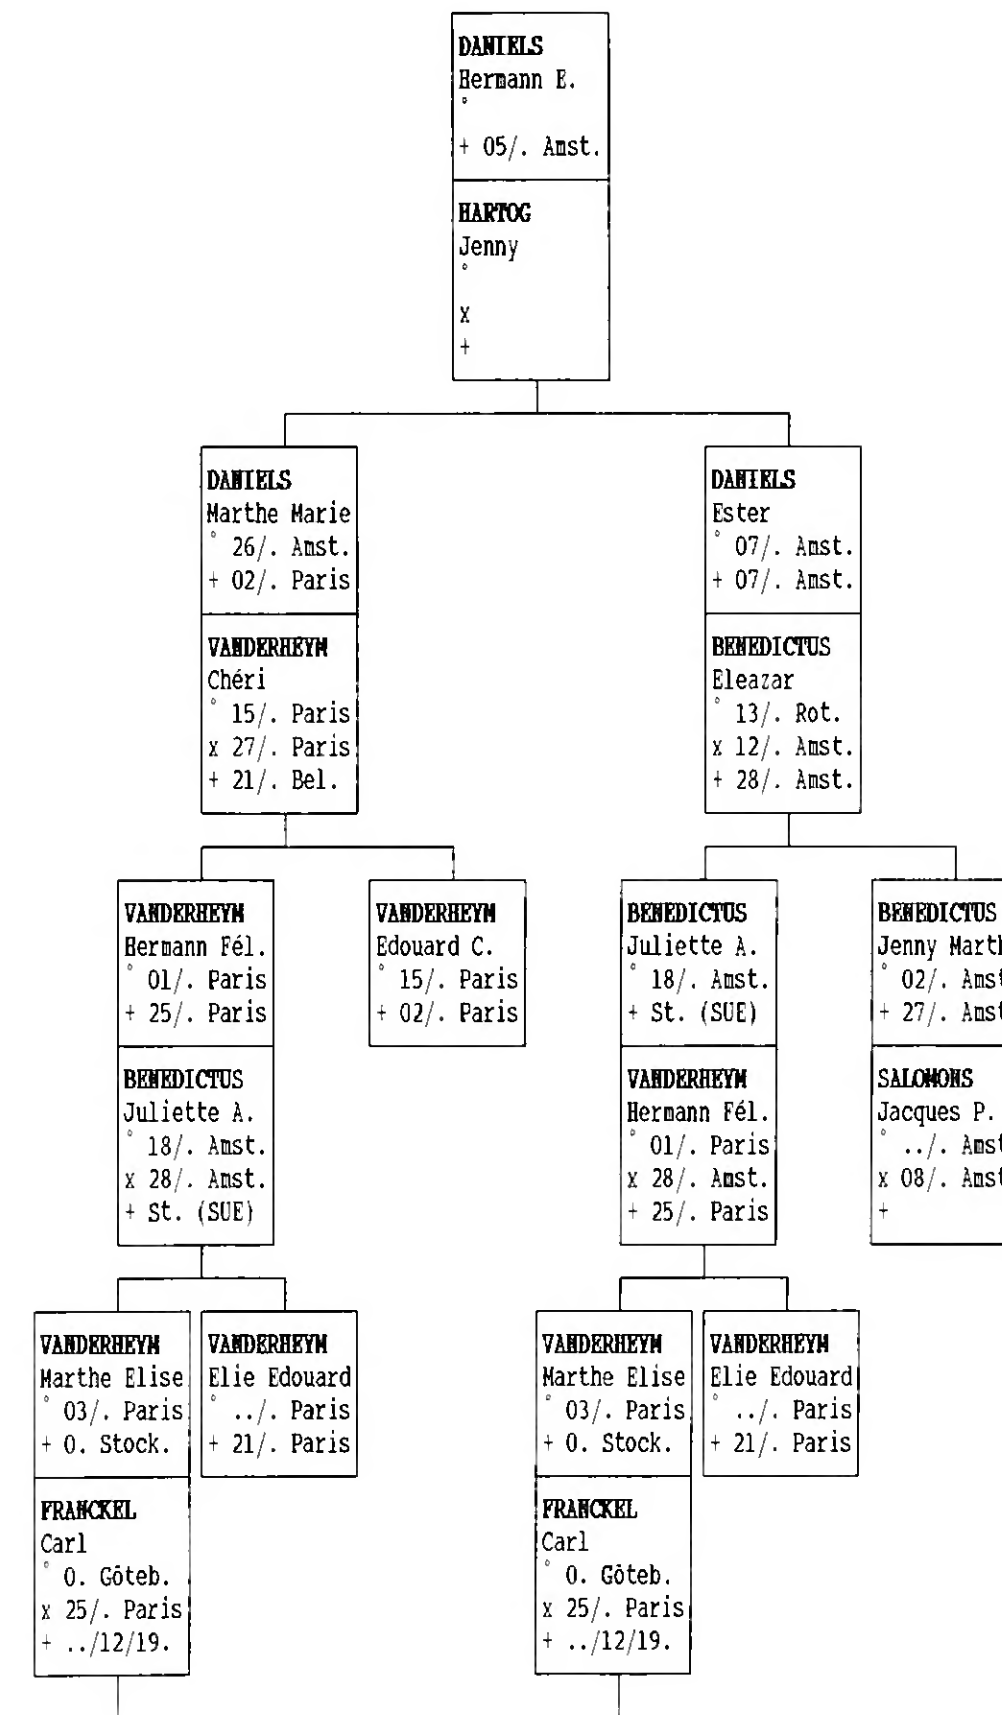 DANIELS
Hermann E.
°
+ 05/. Amst.
HARTOG
Jenny
°
x
+
DANIELS
Marthe Marie
° 26/. Amst.
+ 02/. Paris
VANDERHEYM
Chéri
° 15/. Paris
x 27/. Paris
+ 21/. Bel.
DANIELS
Ester
° 07/. Amst.
+ 07/. Amst.
BENEDICTUS
Eleazar
° 13/. Rot.
x 12/. Amst.
+ 28/. Amst.
VANDERHEYM
Hermann Fél.
° 01/. Paris
+ 25/. Paris
BENEDICTUS
Juliette A.
° 18/. Amst.
x 28/. Amst.
+ St. (SUE)
VANDERHEYM
Edouard C.
° 15/. Paris
+ 02/. Paris
BENEDICTUS
Juliette A.
° 18/. Amst.
+ St. (SUE)
VANDERHEYM
Hermann Fél.
° 01/. Paris
x 28/. Amst.
+ 25/. Paris
BENEDICTUS
Jenny Marth
° 02/. Amst
+ 27/. Amst
SALOMONS
Jacques P.
° ../. Amst
x 08/. Amst
+
VANDERHEYM
Marthe Elise
° 03/. Paris
+ 0. Stock.
FRANCKEL
Carl
° 0. Göteb.
x 25/. Paris
+ ../12/19.
VANDERHEYM
Elie Edouard
° ../. Paris
+ 21/. Paris
VANDERHEYM
Marthe Elise
° 03/. Paris
+ 0. Stock.
FRANCKEL
Carl
° 0. Göteb.
x 25/. Paris
+ ../12/19.
VANDERHEYM
Elie Edouard
° ../. Paris
+ 21/. Paris